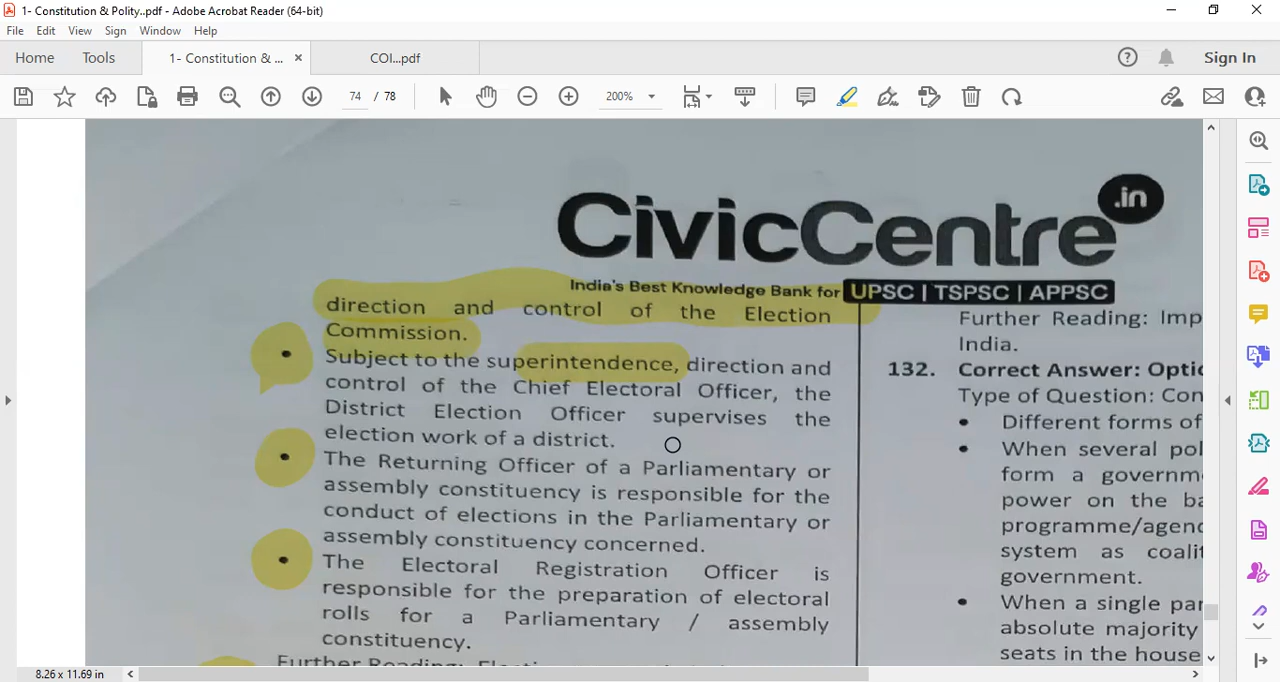 1- Constitution & Polity..pdf - Adobe Acrobat Reader (64-bit)
File Edit View Sign Window Help
Home Tools 1- Constitution & ... × COI...pdf Sign In
74 / 78 200%
CivicCentre .in
India's Best Knowledge Bank for UPSC | TSPSC | APPSC
direction and control of the Election
Commission.
• Subject to the superintendence, direction and
control of the Chief Electoral Officer, the
District Election Officer supervises the
election work of a district.
• The Returning Officer of a Parliamentary or
assembly constituency is responsible for the
conduct of elections in the Parliamentary or
assembly constituency concerned.
• The Electoral Registration Officer is
responsible for the preparation of electoral
rolls for a Parliamentary / assembly
constituency.
Further Reading:
Further Reading: Imp
India.
132. Correct Answer: Optic
Type of Question: Con
• Different forms of
• When several pol
form a governm
power on the ba
programme/agend
system as coalit
government.
• When a single par
absolute majority
seats in the house
8.26 x 11.69 in